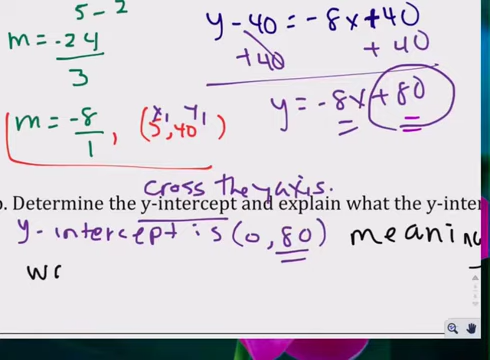 5 - 2
m = -24/3
m = -8/1, (5, 40)
x₁ y₁
y - 40 = -8x + 40
+40 + 40
y = -8x + 80
cross the y axis.
b. Determine the y-intercept and explain what the y-inter
y-intercept is (0, 80) meaning